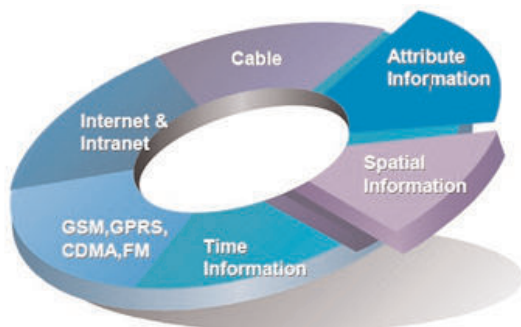 Cable
Attribute
Information
Internet &
Intranet
Spatial
Information
GSM,GPRS,
CDMA,FM
Time
Information